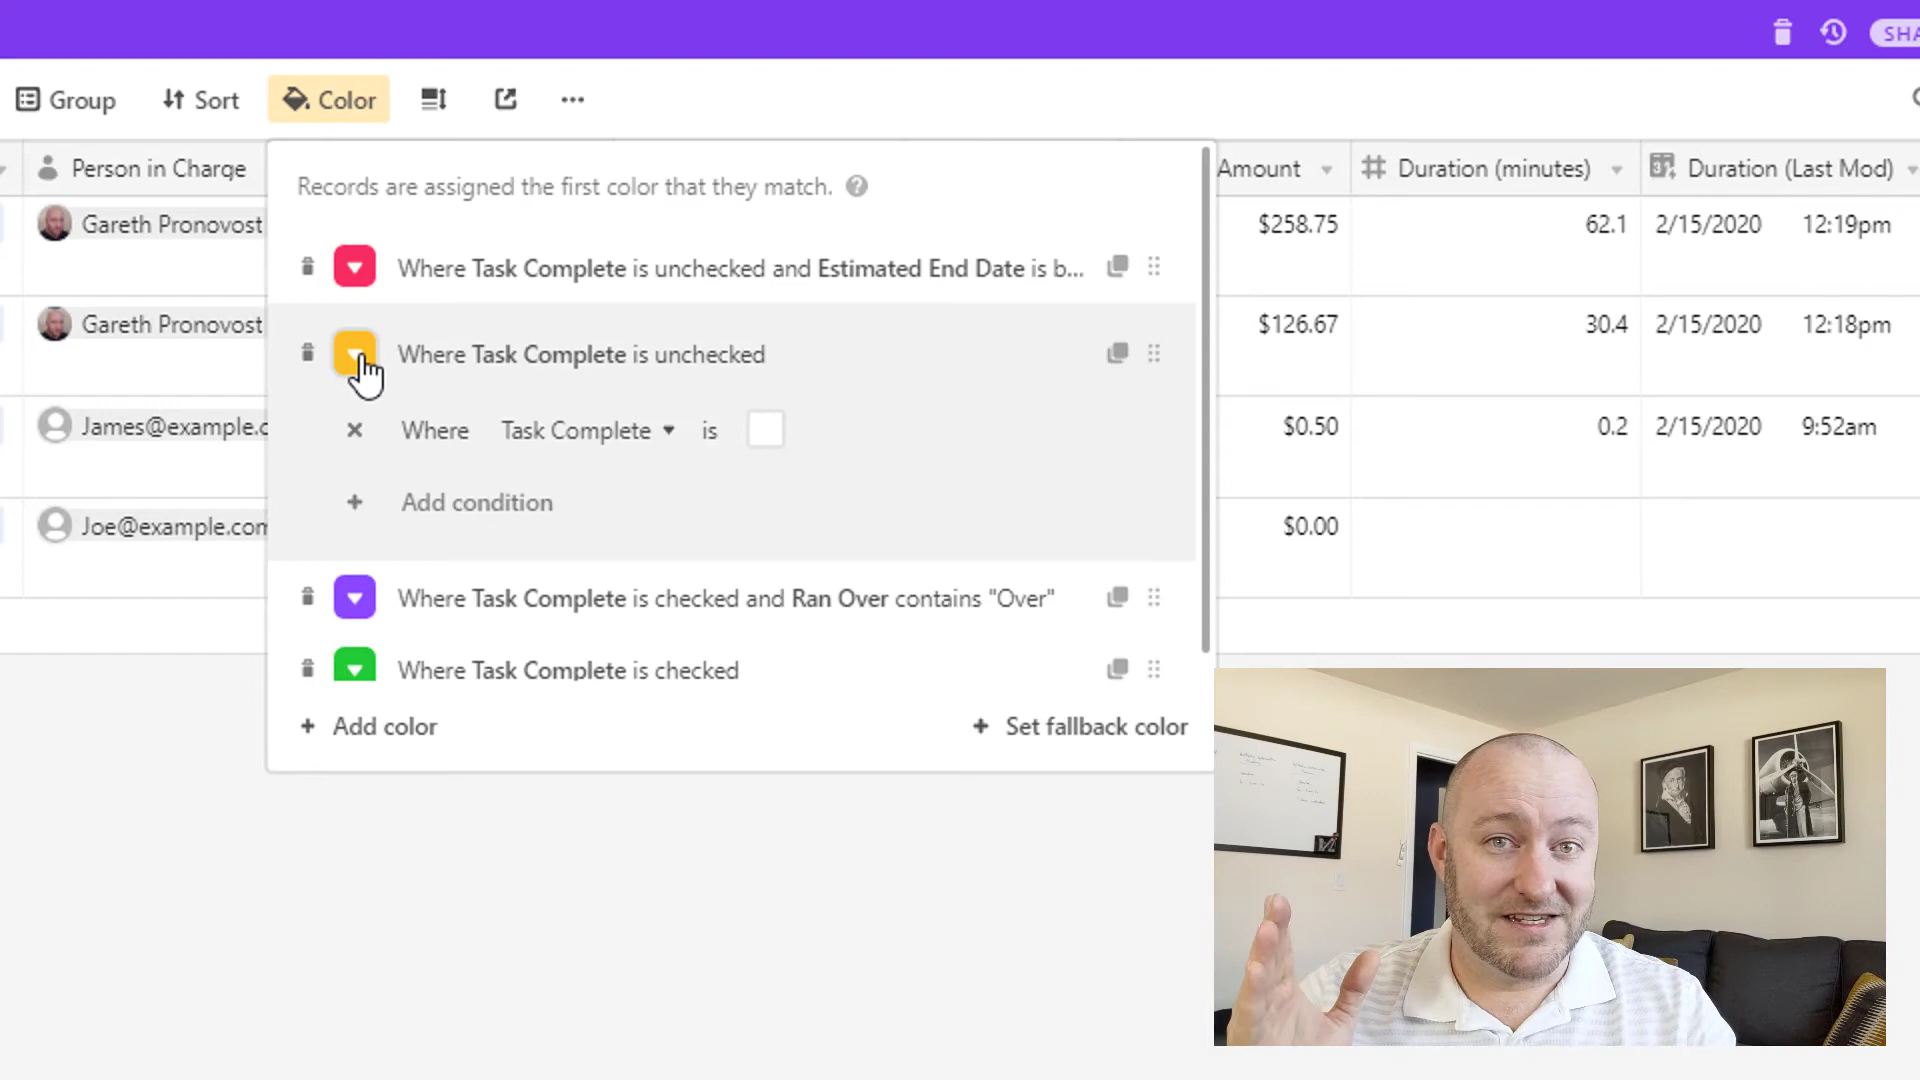 SHA
Group Sort Color
Person in Charge Amount Duration (minutes) Duration (Last Mod)
Records are assigned the first color that they match.
Gareth Pronovost $258.75 62.1 2/15/2020 12:19pm
Where Task Complete is unchecked and Estimated End Date is b...
Gareth Pronovost $126.67 30.4 2/15/2020 12:18pm
Where Task Complete is unchecked
James@example.c $0.50 0.2 2/15/2020 9:52am
Where Task Complete is
Add condition
Joe@example.com $0.00
Where Task Complete is checked and Ran Over contains "Over"
Where Task Complete is checked
Add color Set fallback color